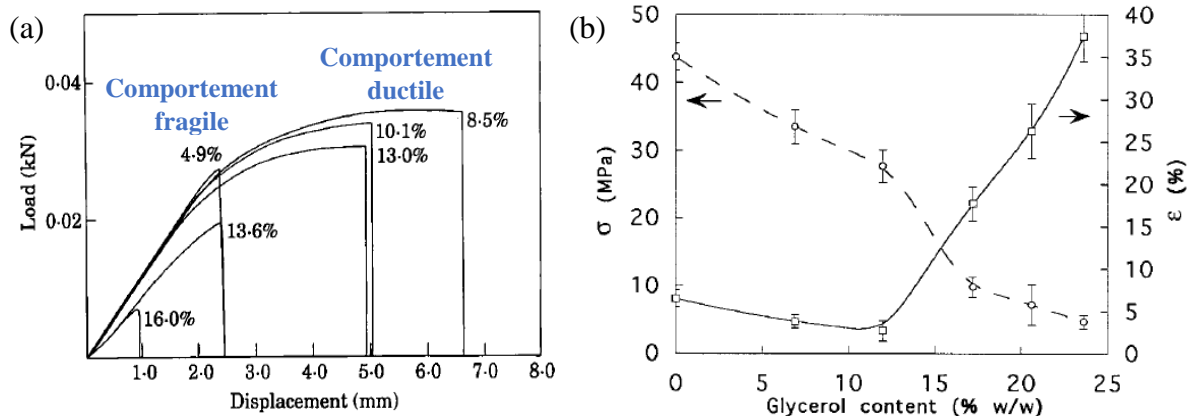 (a)
Comportement
fragile
Comportement
ductile
0·04
0·02
0
Load (kN)
4·9%
8·5%
10·1%
13·0%
13·6%
16·0%
1·0 2·0 3·0 4·0 5·0 6·0 7·0 8·0
Displacement (mm)
(b)
50
40
30
20
10
0
σ (MPa)
40
35
30
25
20
15
10
5
0
ε (%)
0 5 10 15 20 25
Glycerol content (% w/w)